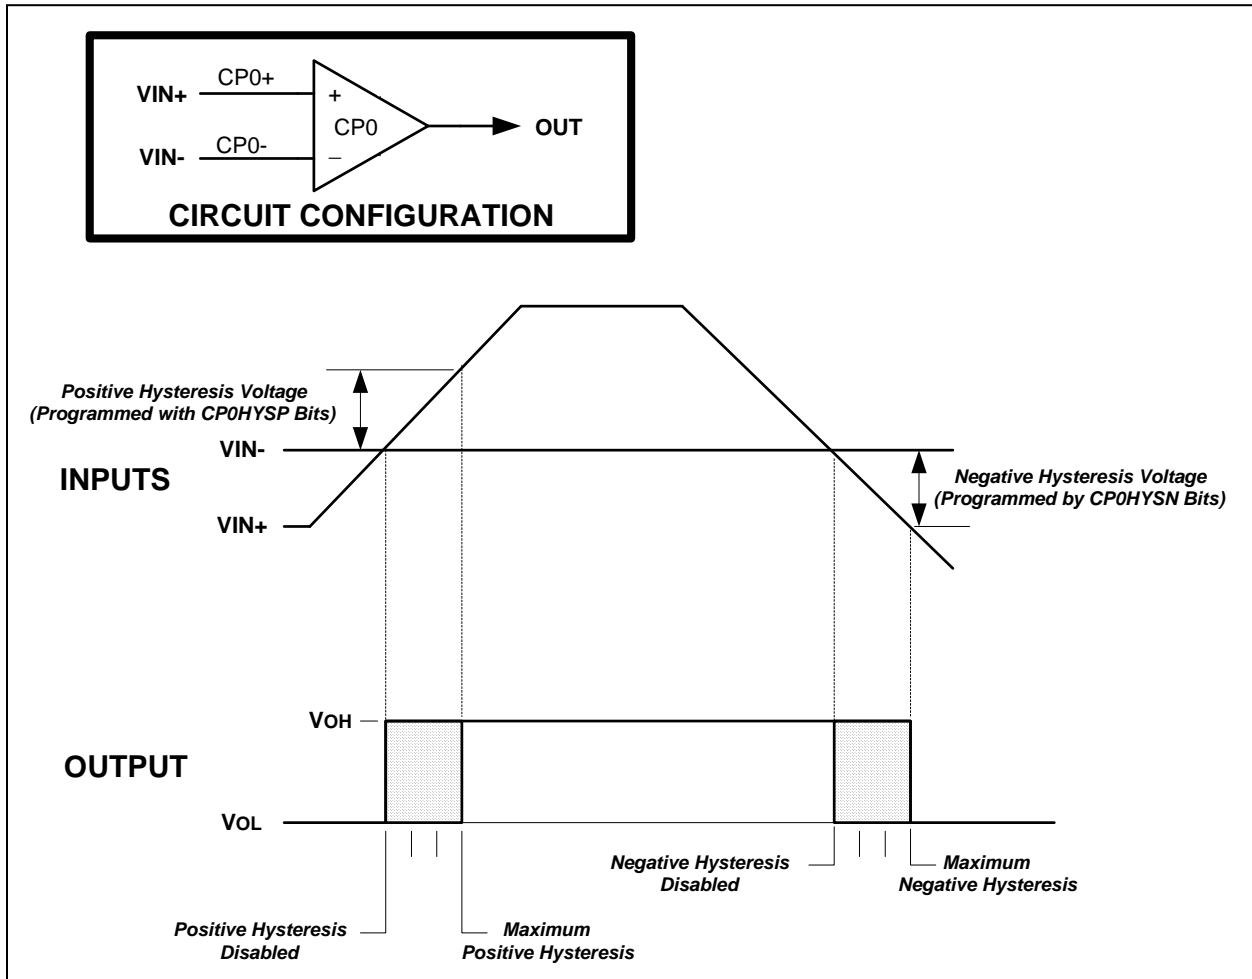 CP0+
VIN+
+
CP0
OUT
VIN-
CP0-
–
CIRCUIT CONFIGURATION
Positive Hysteresis Voltage
(Programmed with CP0HYSP Bits)
VIN-
INPUTS
Negative Hysteresis Voltage
(Programmed by CP0HYSN Bits)
VIN+
VOH
OUTPUT
VOL
Negative Hysteresis
Disabled
Maximum
Negative Hysteresis
Positive Hysteresis
Disabled
Maximum
Positive Hysteresis